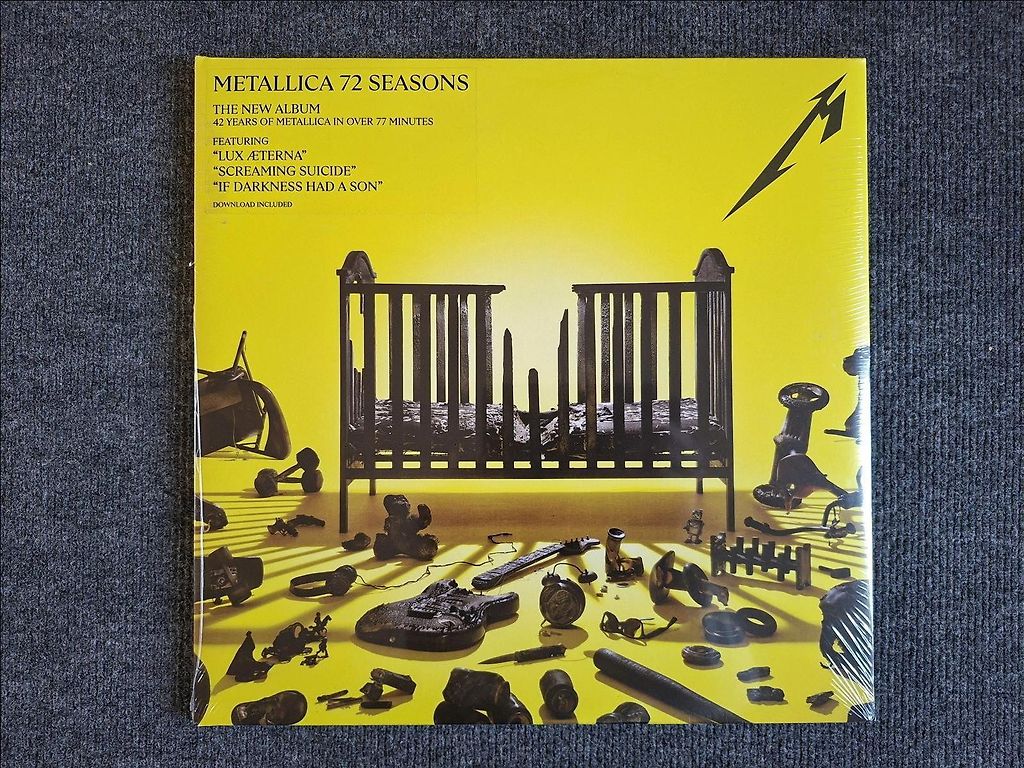 METALLICA 72 SEASONS
THE NEW ALBUM
42 YEARS OF METALLICA IN OVER 77 MINUTES
FEATURING
“LUX ÆTERNA”
“SCREAMING SUICIDE”
“IF DARKNESS HAD A SON”
DOWNLOAD INCLUDED
M